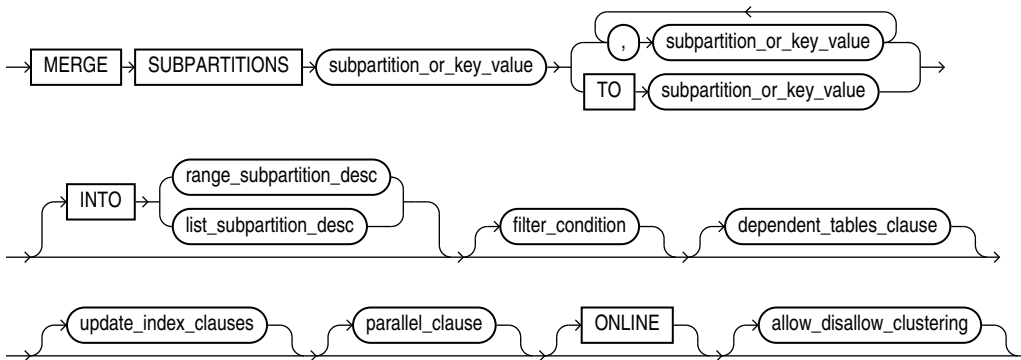 , subpartition_or_key_value
MERGE SUBPARTITIONS subpartition_or_key_value
TO subpartition_or_key_value
range_subpartition_desc
INTO
list_subpartition_desc filter_condition dependent_tables_clause
update_index_clauses parallel_clause ONLINE allow_disallow_clustering